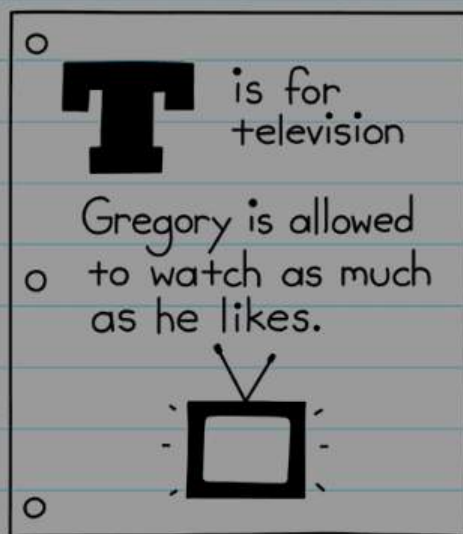 T is for
television
Gregory is allowed
to watch as much
as he likes.